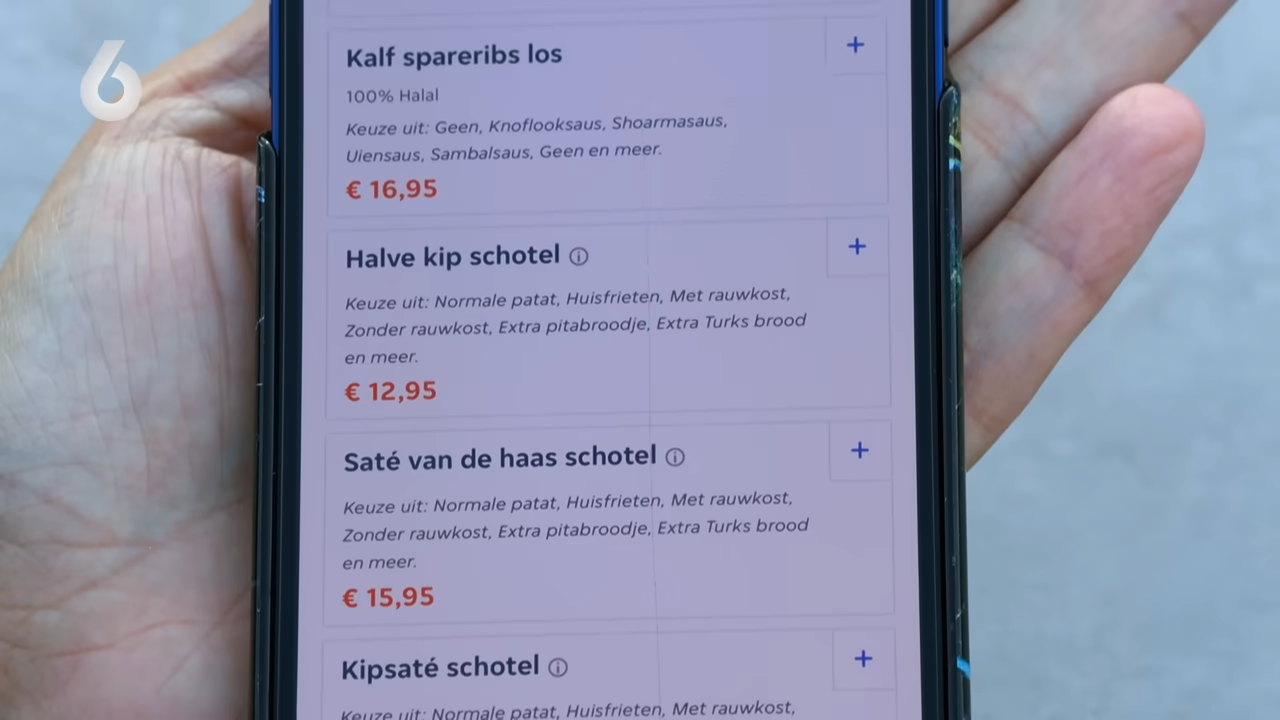 6
Kalf spareribs los
+
100% Halal
Keuze uit: Geen, Knoflooksaus, Shoarmasaus,
Uiensaus, Sambalsaus, Geen en meer.
€ 16,95
Halve kip schotel ⓘ
+
Keuze uit: Normale patat, Huisfrieten, Met rauwkost,
Zonder rauwkost, Extra pitabroodje, Extra Turks brood
en meer.
€ 12,95
Saté van de haas schotel ⓘ
+
Keuze uit: Normale patat, Huisfrieten, Met rauwkost,
Zonder rauwkost, Extra pitabroodje, Extra Turks brood
en meer.
€ 15,95
Kipsaté schotel ⓘ
+
Keuze uit: Normale patat, Huisfrieten, Met rauwkost,